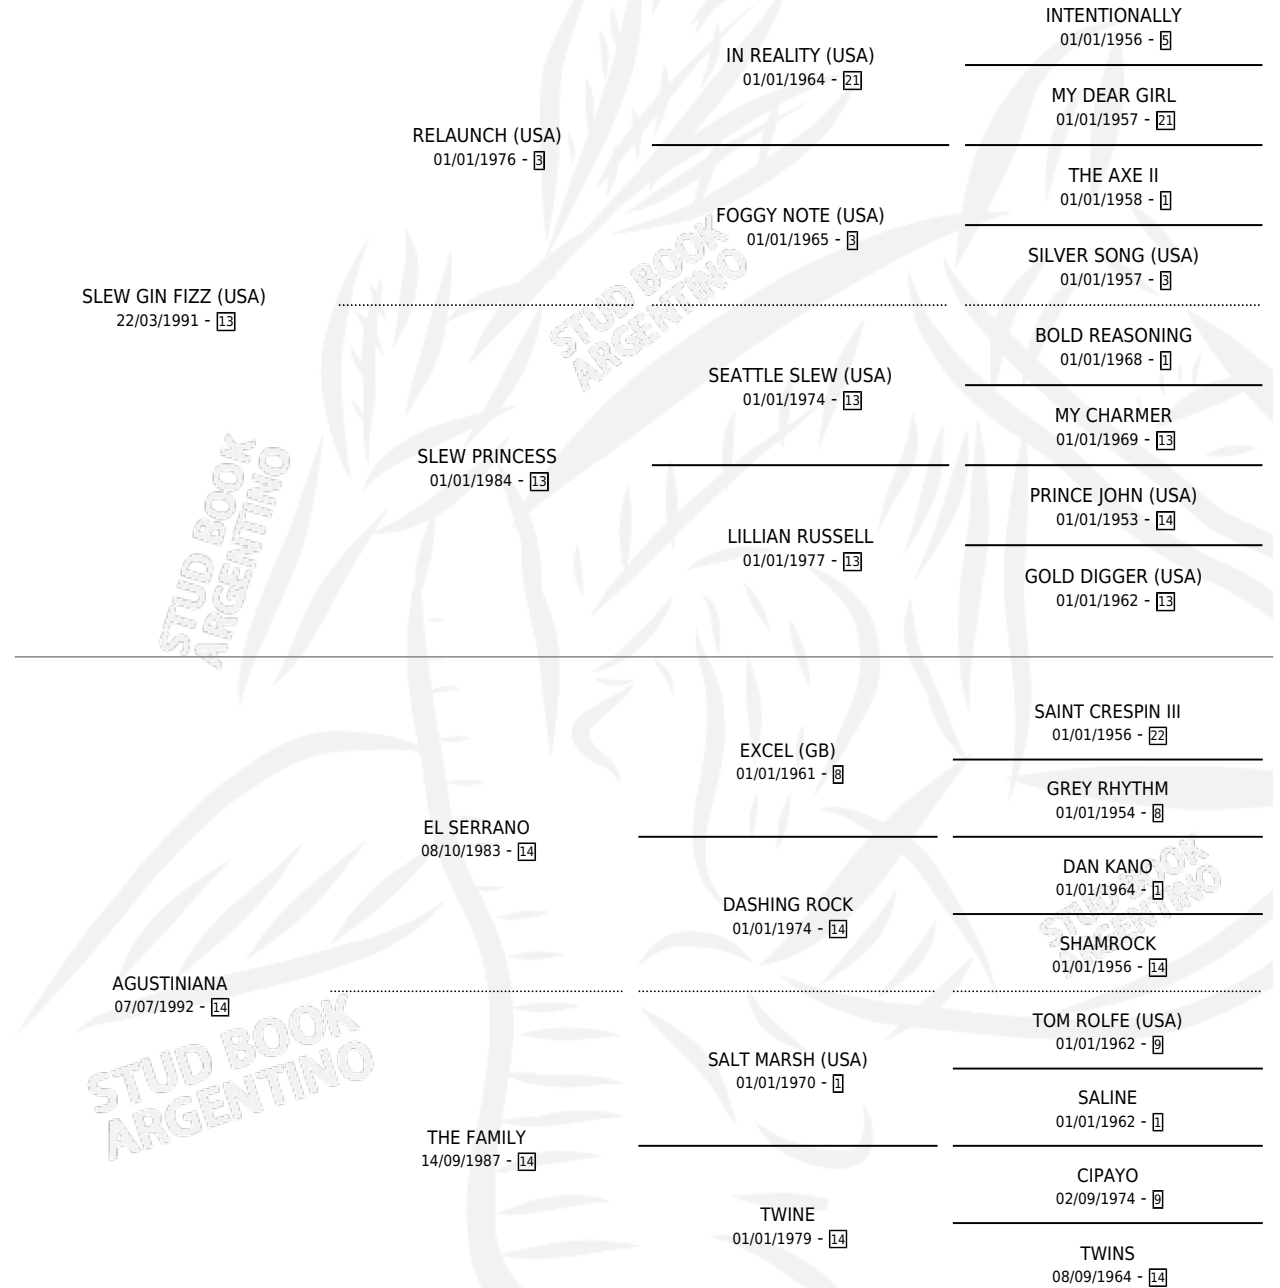 INTENTIONALLY
01/01/1956 - 5
IN REALITY (USA)
01/01/1964 - 21
MY DEAR GIRL
01/01/1957 - 21
RELAUNCH (USA)
01/01/1976 - 3
THE AXE II
01/01/1958 - 1
FOGGY NOTE (USA)
01/01/1965 - 3
SILVER SONG (USA)
01/01/1957 - 3
SLEW GIN FIZZ (USA)
22/03/1991 - 13
STUD BOOK
ARGENTINO
BOLD REASONING
01/01/1968 - 1
SEATTLE SLEW (USA)
01/01/1974 - 13
MY CHARMER
01/01/1969 - 13
SLEW PRINCESS
01/01/1984 - 13
PRINCE JOHN (USA)
01/01/1953 - 14
LILLIAN RUSSELL
01/01/1977 - 13
GOLD DIGGER (USA)
01/01/1962 - 13
STUD BOOK
ARGENTINO
SAINT CRESPIN III
01/01/1956 - 22
EXCEL (GB)
01/01/1961 - 8
GREY RHYTHM
01/01/1954 - 8
EL SERRANO
08/10/1983 - 14
DAN KANO
01/01/1964 - 1
DASHING ROCK
01/01/1974 - 14
SHAMROCK
01/01/1956 - 14
STUD BOOK
ARGENTINO
AGUSTINIANA
07/07/1992 - 14
TOM ROLFE (USA)
01/01/1962 - 9
SALT MARSH (USA)
01/01/1970 - 1
SALINE
01/01/1962 - 1
STUD BOOK
ARGENTINO
THE FAMILY
14/09/1987 - 14
CIPAYO
02/09/1974 - 9
TWINE
01/01/1979 - 14
TWINS
08/09/1964 - 14